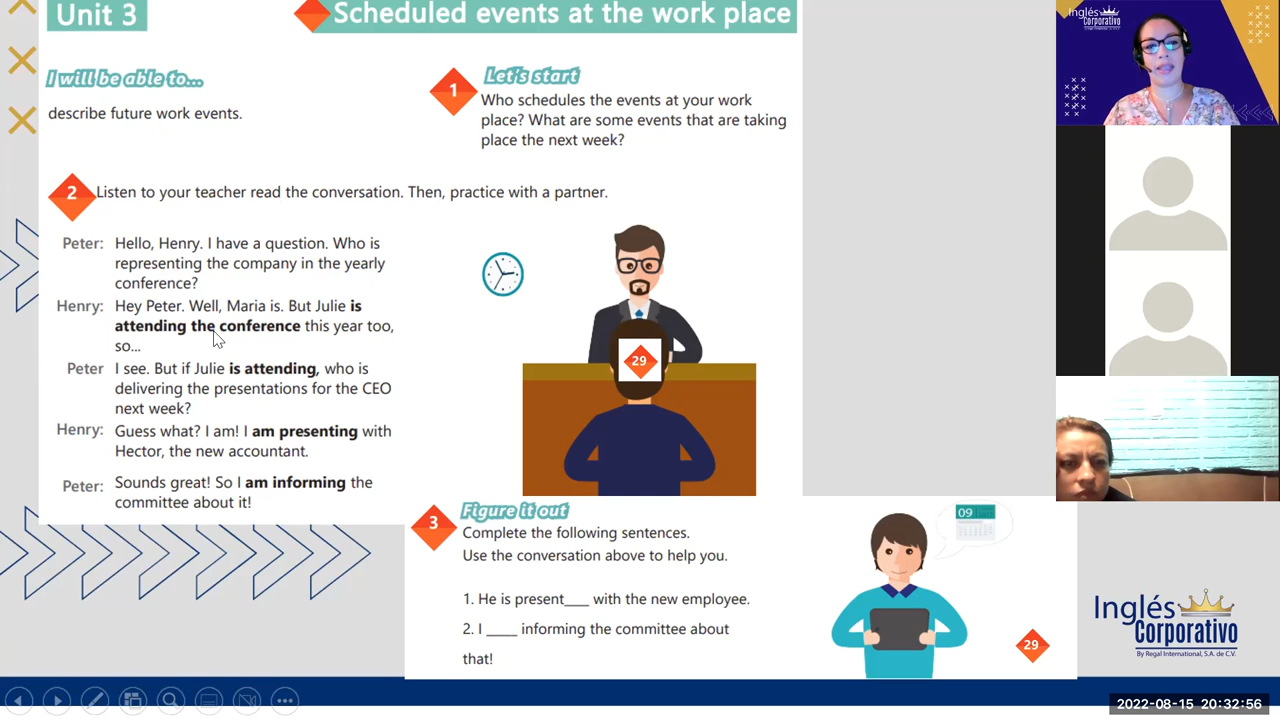 Unit 3
Scheduled events at the work place
I will be able to...
describe future work events.
1
Let's start
Who schedules the events at your work
place? What are some events that are taking
place the next week?
2
Listen to your teacher read the conversation. Then, practice with a partner.
Peter: Hello, Henry. I have a question. Who is
representing the company in the yearly
conference?
Henry: Hey Peter. Well, Maria is. But Julie is
attending the conference this year too,
so...
Peter I see. But if Julie is attending, who is
delivering the presentations for the CEO
next week?
Henry: Guess what? I am! I am presenting with
Hector, the new accountant.
Peter: Sounds great! So I am informing the
committee about it!
29
3
Figure it out
Complete the following sentences.
Use the conversation above to help you.
1. He is present___ with the new employee.
2. I ____ informing the committee about
that!
09
29
Inglés
Corporativo
Inglés
Corporativo
By Regal International, S.A. de C.V.
2022-08-15 20:32:56